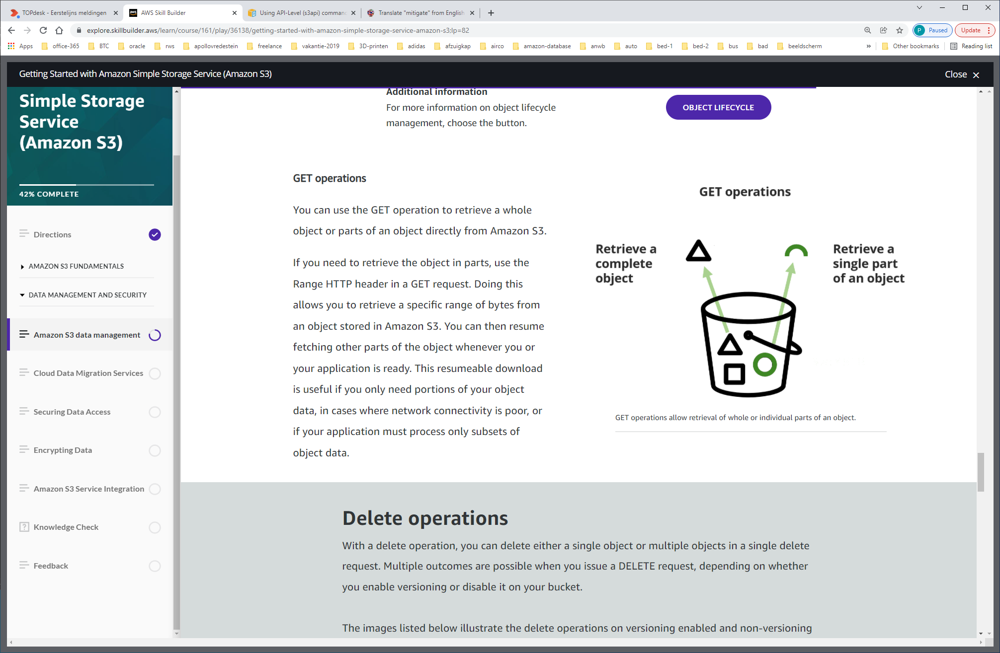 TOPdesk - Eerstelijns meldingen
AWS Skill Builder
Using API-Level (s3api) comman
Translate "mitigate" from English
explore.skillbuilder.aws/learn/course/161/play/36138/getting-started-with-amazon-simple-storage-service-amazon-s3;lp=82
P Paused
Update
Apps office-365 BTC oracle rws apollovredestein freelance vakantie-2019 3D-printen adidas afzuigkap airco amazon-database anwb auto bed-1 bed-2 bus bad beeldscherm » Other bookmarks Reading list
Getting Started with Amazon Simple Storage Service (Amazon S3)
Close
Simple Storage
Service
(Amazon S3)
42% COMPLETE
Directions
AMAZON S3 FUNDAMENTALS
DATA MANAGEMENT AND SECURITY
Amazon S3 data management
Cloud Data Migration Services
Securing Data Access
Encrypting Data
Amazon S3 Service Integration
? Knowledge Check
Feedback
Additional information
For more information on object lifecycle
management, choose the button.
OBJECT LIFECYCLE
GET operations
You can use the GET operation to retrieve a whole
object or parts of an object directly from Amazon S3.
If you need to retrieve the object in parts, use the
Range HTTP header in a GET request. Doing this
allows you to retrieve a specific range of bytes from
an object stored in Amazon S3. You can then resume
fetching other parts of the object whenever you or
your application is ready. This resumeable download
is useful if you only need portions of your object
data, in cases where network connectivity is poor, or
if your application must process only subsets of
object data.
GET operations
Retrieve a
complete
object
Retrieve a
single part
of an object
GET operations allow retrieval of whole or individual parts of an object.
Delete operations
With a delete operation, you can delete either a single object or multiple objects in a single delete
request. Multiple outcomes are possible when you issue a DELETE request, depending on whether
you enable versioning or disable it on your bucket.
The images listed below illustrate the delete operations on versioning enabled and non-versioning